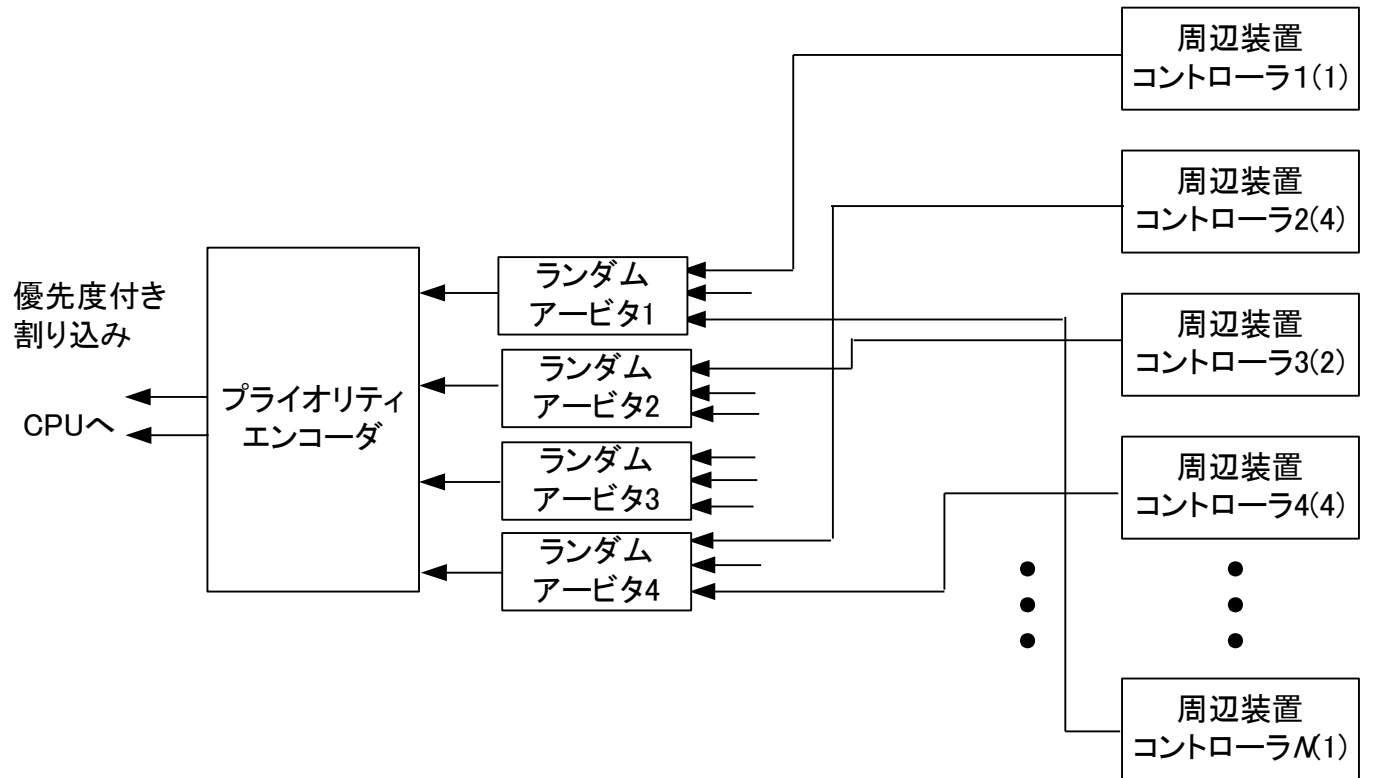 周辺装置
コントローラ1(1)
周辺装置
コントローラ2(4)
優先度付き
割り込み
CPUへ
プライオリティ
エンコーダ
ランダム
アービタ1
ランダム
アービタ2
ランダム
アービタ3
ランダム
アービタ4
周辺装置
コントローラ3(2)
周辺装置
コントローラ4(4)
周辺装置
コントローラN(1)